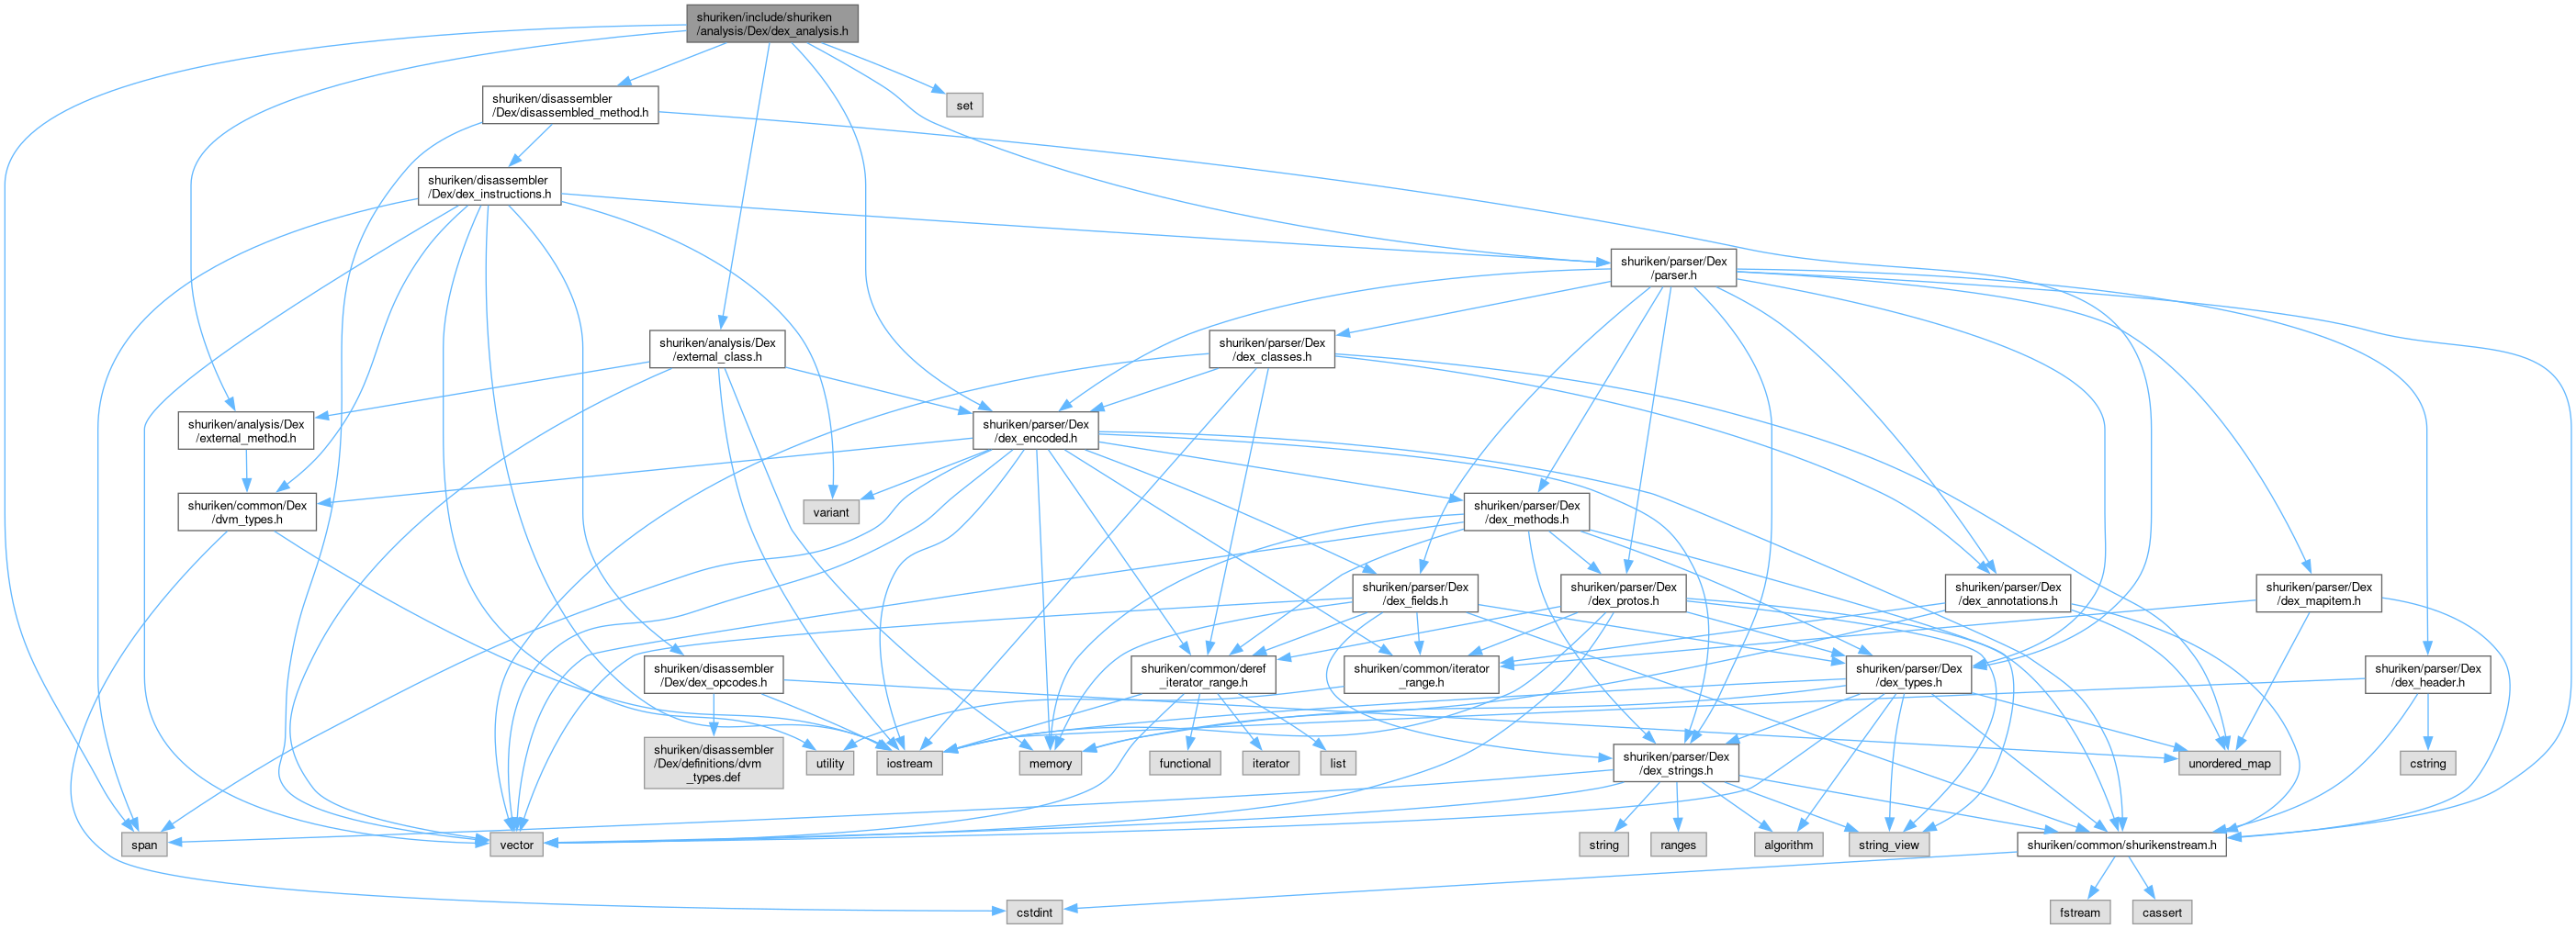 shuriken/include/shuriken
/analysis/Dex/dex_analysis.h
shuriken/disassembler
/Dex/disassembled_method.h
set
shuriken/disassembler
/Dex/dex_instructions.h
shuriken/parser/Dex
/parser.h
shuriken/analysis/Dex
/external_class.h
shuriken/parser/Dex
/dex_classes.h
shuriken/analysis/Dex
/external_method.h
shuriken/parser/Dex
/dex_encoded.h
shuriken/common/Dex
/dvm_types.h
variant
shuriken/parser/Dex
/dex_methods.h
shuriken/parser/Dex
/dex_fields.h
shuriken/parser/Dex
/dex_protos.h
shuriken/parser/Dex
/dex_annotations.h
shuriken/parser/Dex
/dex_mapitem.h
shuriken/disassembler
/Dex/dex_opcodes.h
shuriken/common/deref
_iterator_range.h
shuriken/common/iterator
_range.h
shuriken/parser/Dex
/dex_types.h
shuriken/parser/Dex
/dex_header.h
shuriken/disassembler
/Dex/definitions/dvm
_types.def
utility
iostream
memory
functional
iterator
list
shuriken/parser/Dex
/dex_strings.h
unordered_map
cstring
span
vector
string
ranges
algorithm
string_view
shuriken/common/shurikenstream.h
cstdint
fstream
cassert